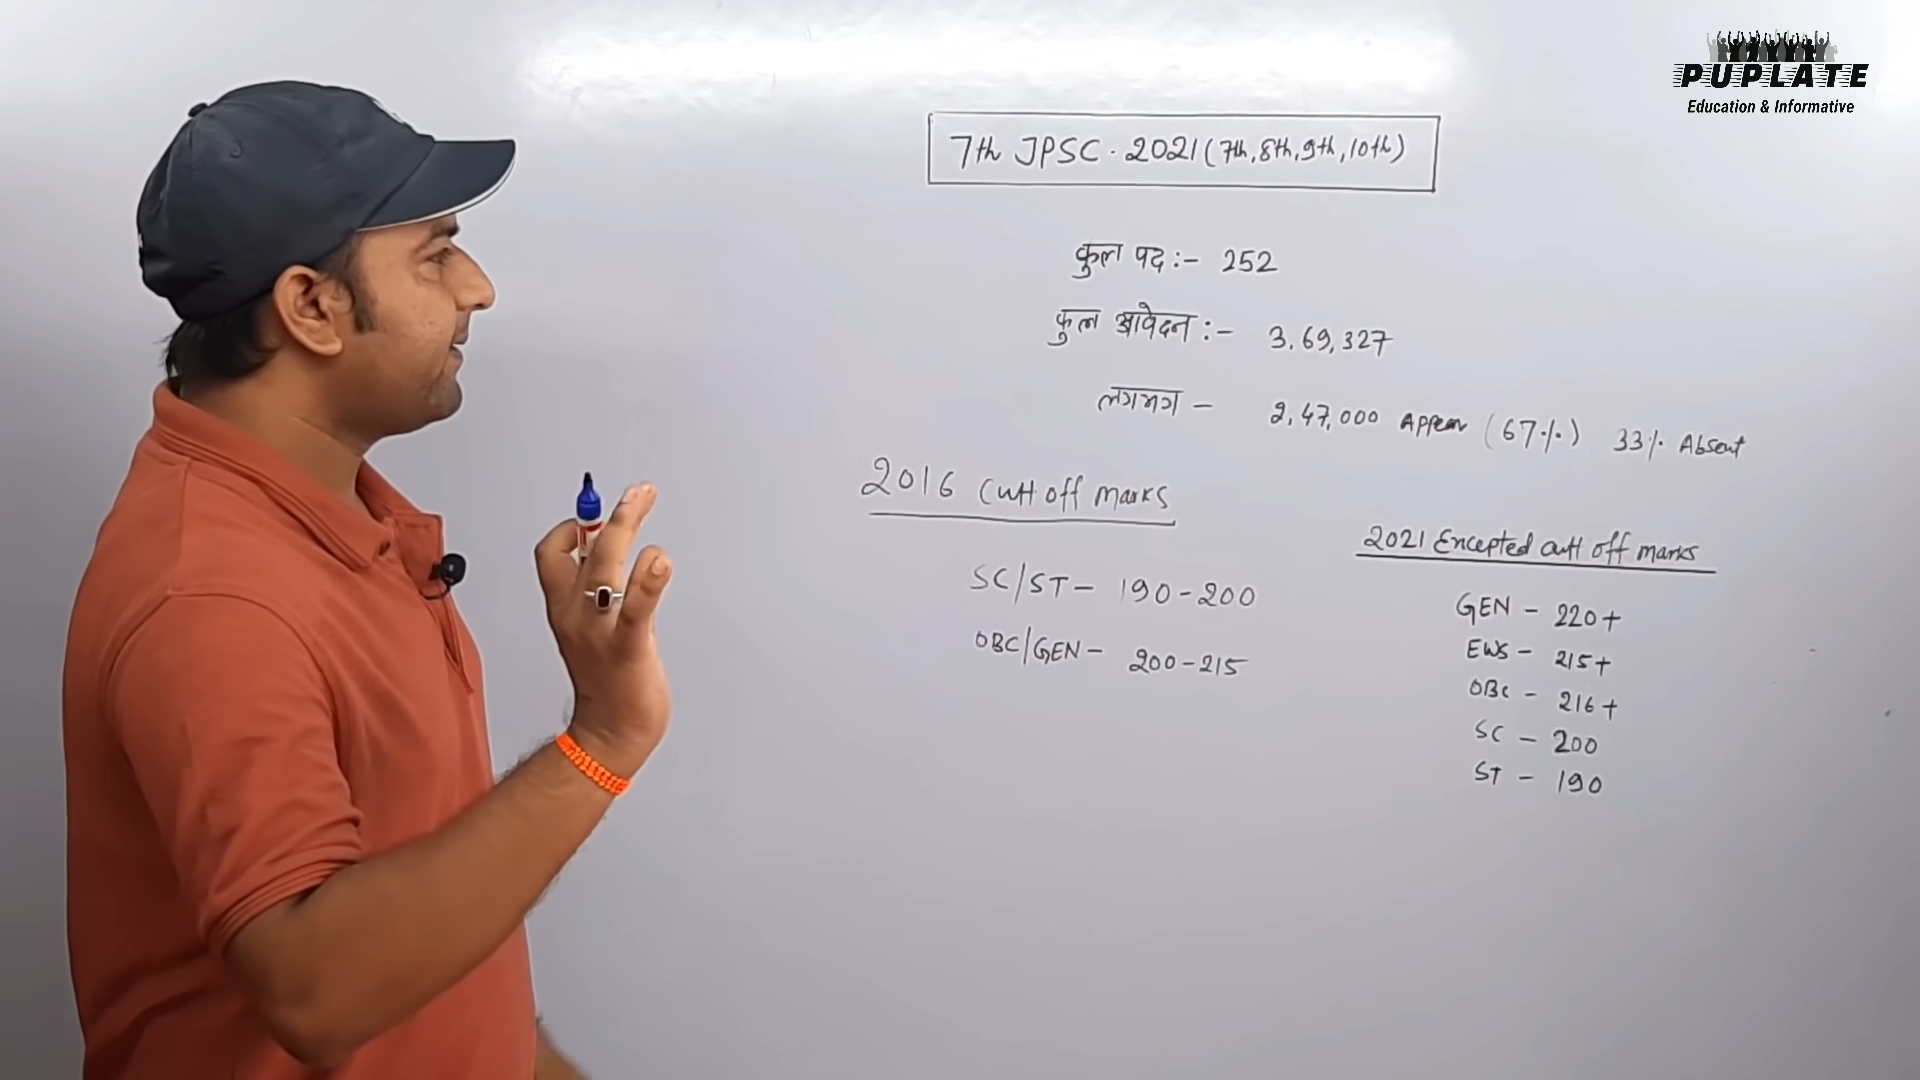 PUPLATE
Education & Informative
7th JPSC · 2021 (7th, 8th, 9th, 10th)
कुल पद :- 252
कुल आवेदन :- 3.69,327
लगभग - 2,47,000 Appear (67%) 33% Absent
2016 Cutt off Marks
SC/ST - 190-200
OBC/GEN - 200-215
2021 Excepted cutt off marks
GEN - 220+
EWS - 215+
OBC - 216+
SC - 200
ST - 190